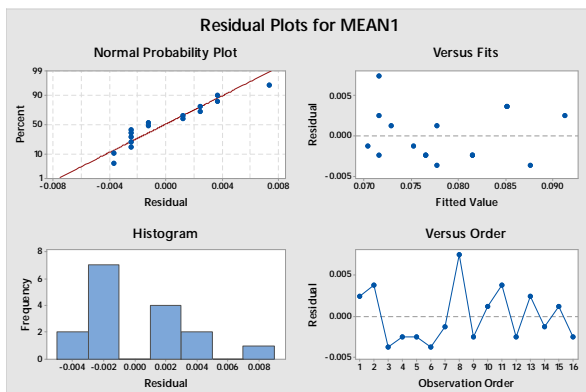 Residual Plots for MEAN1
Normal Probability Plot
99
90
50
10
1
Percent
-0.008
-0.004
0.000
0.004
0.008
Residual
Versus Fits
0.005
0.000
-0.005
Residual
0.070
0.075
0.080
0.085
0.090
Fitted Value
Histogram
8
6
4
2
0
Frequency
-0.004 -0.002 0.000 0.002 0.004 0.006 0.008
Residual
Versus Order
0.005
0.000
-0.005
Residual
1 2 3 4 5 6 7 8 9 10 11 12 13 14 15 16
Observation Order